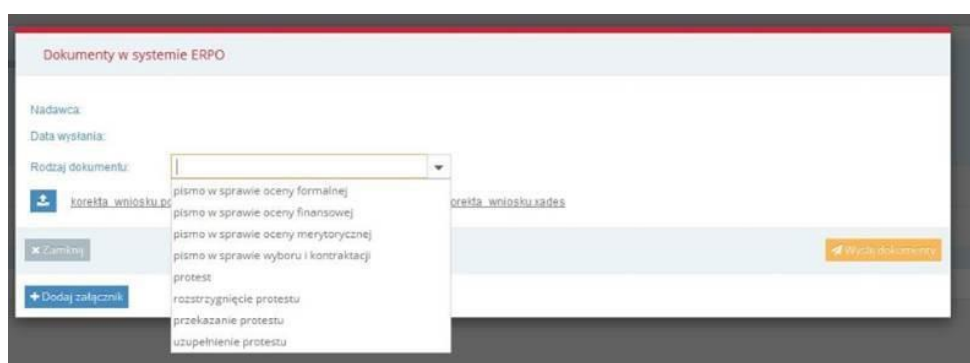 Dokumenty w systemie ERPO
Nadawca:
Data wysłania:
Rodzaj dokumentu:
korekta_wniosku.pd orekta_wniosku.xades
pismo w sprawie oceny formalnej
pismo w sprawie oceny finansowej
pismo w sprawie oceny merytorycznej
pismo w sprawie wyboru i kontraktacji
protest
rozstrzygnięcie protestu
przekazanie protestu
uzupełnienie protestu
Zamknij
Wyślij dokumenty
Dodaj załącznik